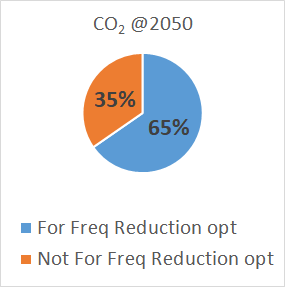 CO₂ @2050
35%
65%
For Freq Reduction opt
Not For Freq Reduction opt